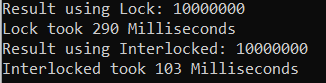 Result using Lock: 10000000
Lock took 290 Milliseconds
Result using Interlocked: 10000000
Interlocked took 103 Milliseconds